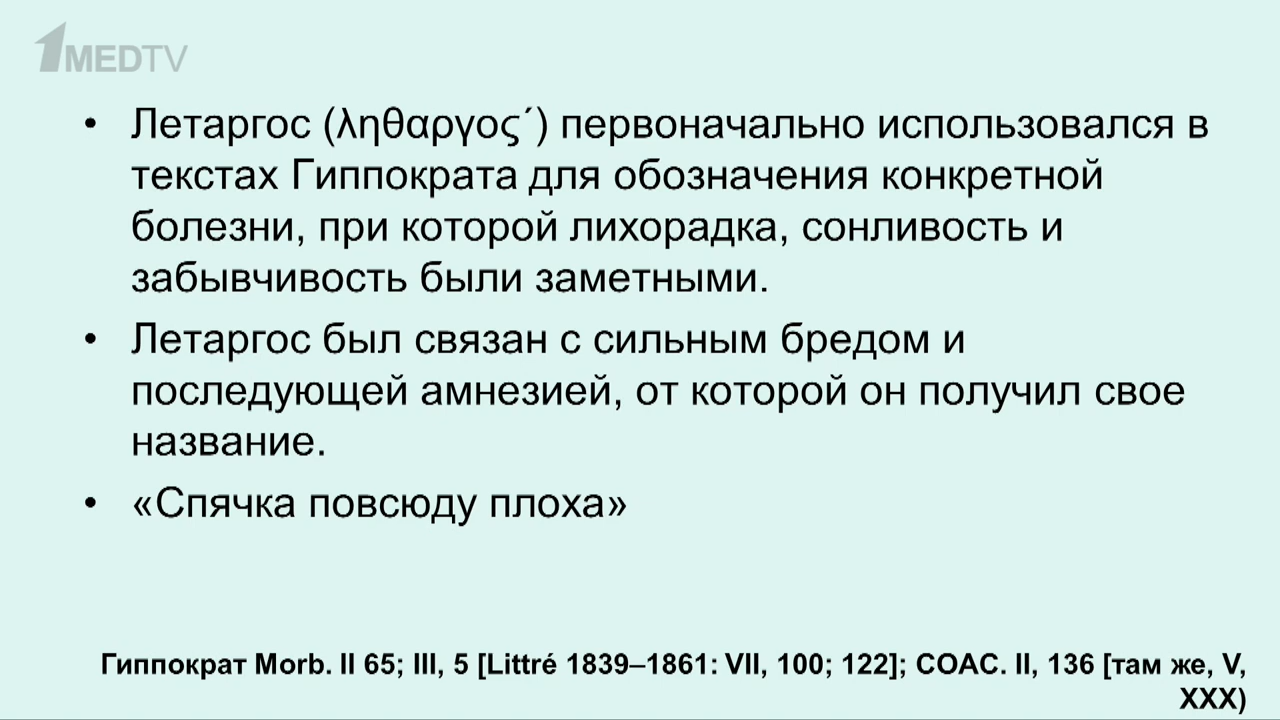 1MEDTV
• Летаргос (ληθαργος΄) первоначально использовался в
текстах Гиппократа для обозначения конкретной
болезни, при которой лихорадка, сонливость и
забывчивость были заметными.
• Летаргос был связан с сильным бредом и
последующей амнезией, от которой он получил свое
название.
• «Спячка повсюду плоха»
Гиппократ Morb. II 65; III, 5 [Littré 1839–1861: VII, 100; 122]; COAC. II, 136 [там же, V,
XXX)